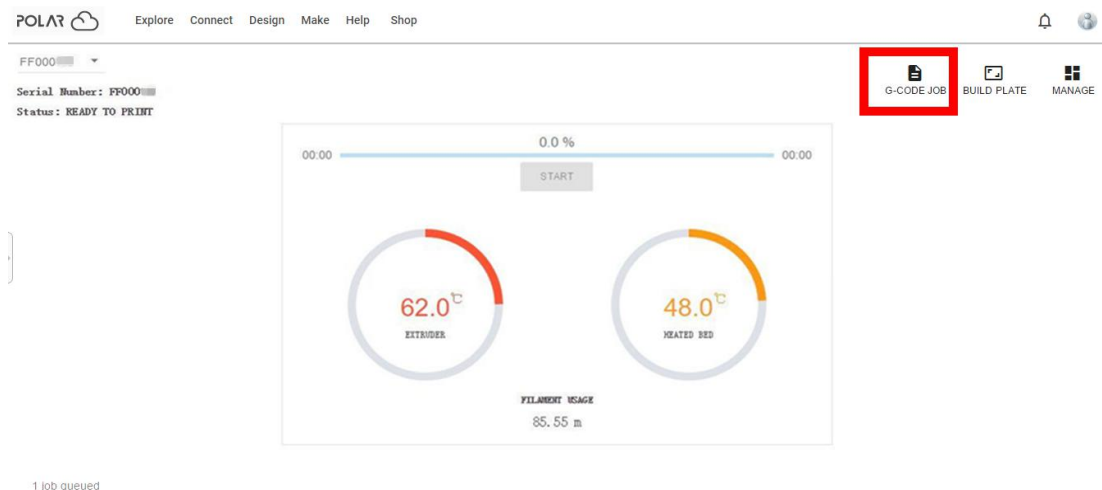 POLAR
Explore Connect Design Make Help Shop
FF000
Serial Number: FF000
Status: READY TO PRINT
G-CODE JOB BUILD PLATE MANAGE
0.0 %
00:00 00:00
START
62.0℃ 48.0℃
EXTRUDER HEATED BED
FILAMENT USAGE
85.55 m
1 job queued